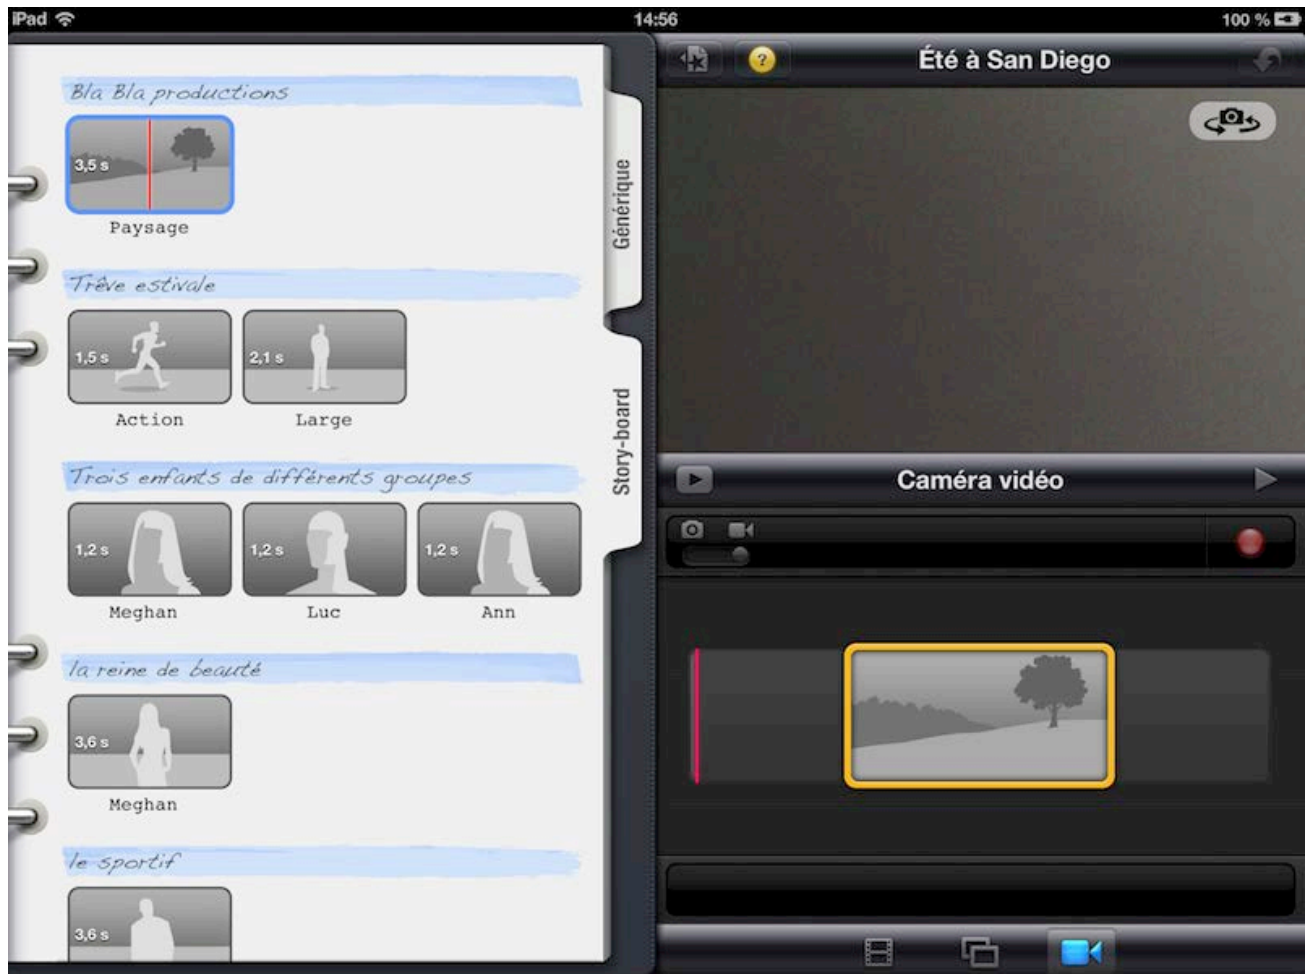 iPad
14:56
100 %
Bla Bla productions
3,5 s
Paysage
Trêve estivale
1,5 s
2,1 s
Action
Large
Trois enfants de différents groupes
1,2 s
1,2 s
1,2 s
Meghan
Luc
Ann
la reine de beauté
3,6 s
Meghan
le sportif
3,6 s
Générique
Story-board
?
Été à San Diego
Caméra vidéo